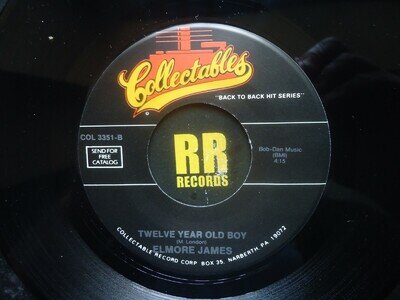 Collectables
"BACK TO BACK HIT SERIES"
COL 3351-B
SEND FOR
FREE
CATALOG
Bob-Dan Music
(BMI)
4:15
RR
RECORDS
TWELVE YEAR OLD BOY
(M. London)
ELMORE JAMES
COLLECTABLE RECORD CORP BOX 35, NARBERTH, PA 19072